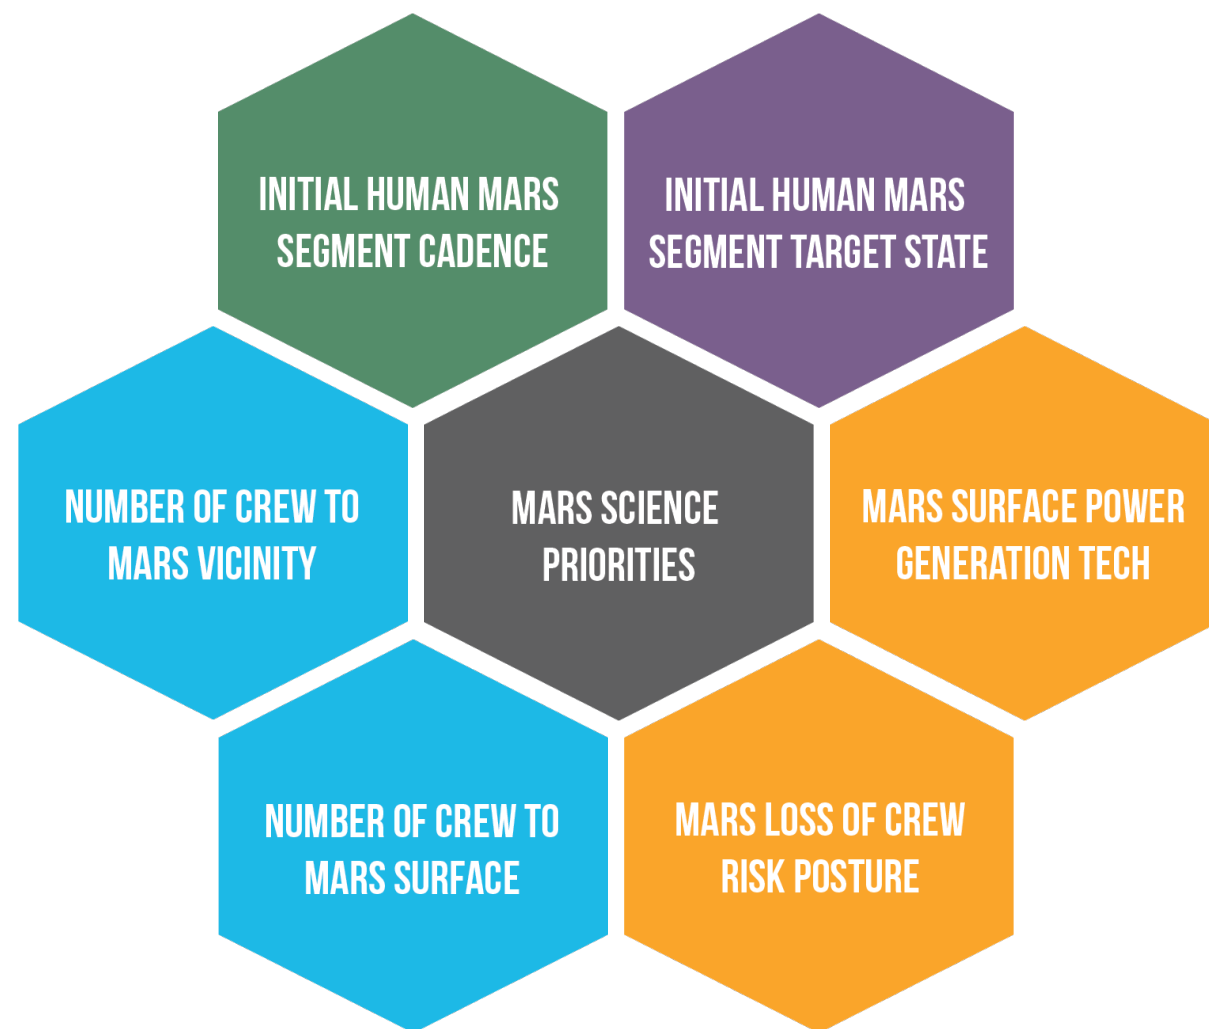 INITIAL HUMAN MARS
SEGMENT CADENCE
INITIAL HUMAN MARS
SEGMENT TARGET STATE
NUMBER OF CREW TO
MARS VICINITY
MARS SCIENCE
PRIORITIES
MARS SURFACE POWER
GENERATION TECH
NUMBER OF CREW TO
MARS SURFACE
MARS LOSS OF CREW
RISK POSTURE